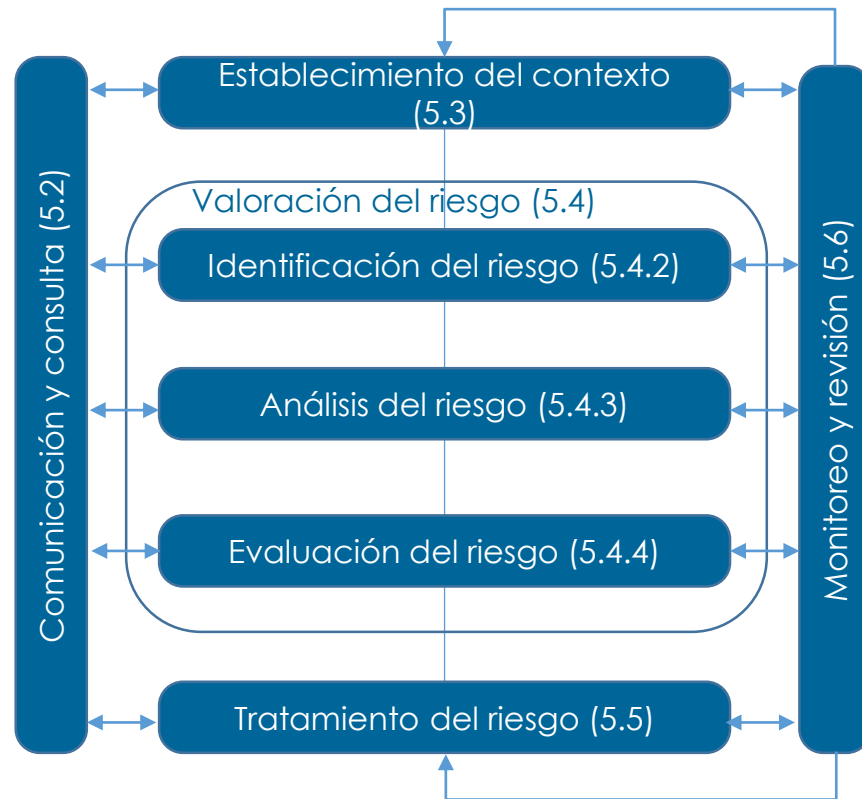 Comunicación y consulta (5.2)
Establecimiento del contexto
(5.3)
Valoración del riesgo (5.4)
Identificación del riesgo (5.4.2)
Análisis del riesgo (5.4.3)
Evaluación del riesgo (5.4.4)
Tratamiento del riesgo (5.5)
Monitoreo y revisión (5.6)